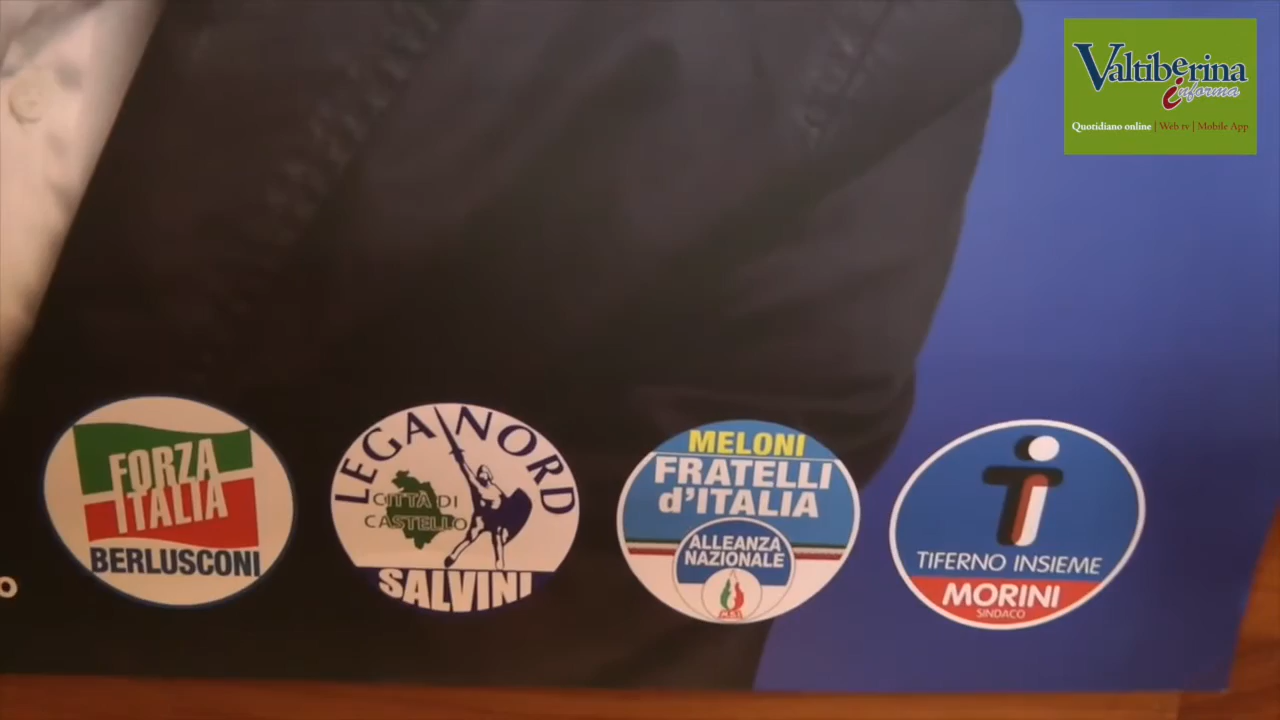 Valtiberina
informa
Quotidiano online | Web tv | Mobile App
FORZA
ITALIA
BERLUSCONI
LEGA NORD
CITTÀ DI
CASTELLO
SALVINI
MELONI
FRATELLI
d'ITALIA
ALLEANZA
NAZIONALE
TIFERNO INSIEME
MORINI
SINDACO
O